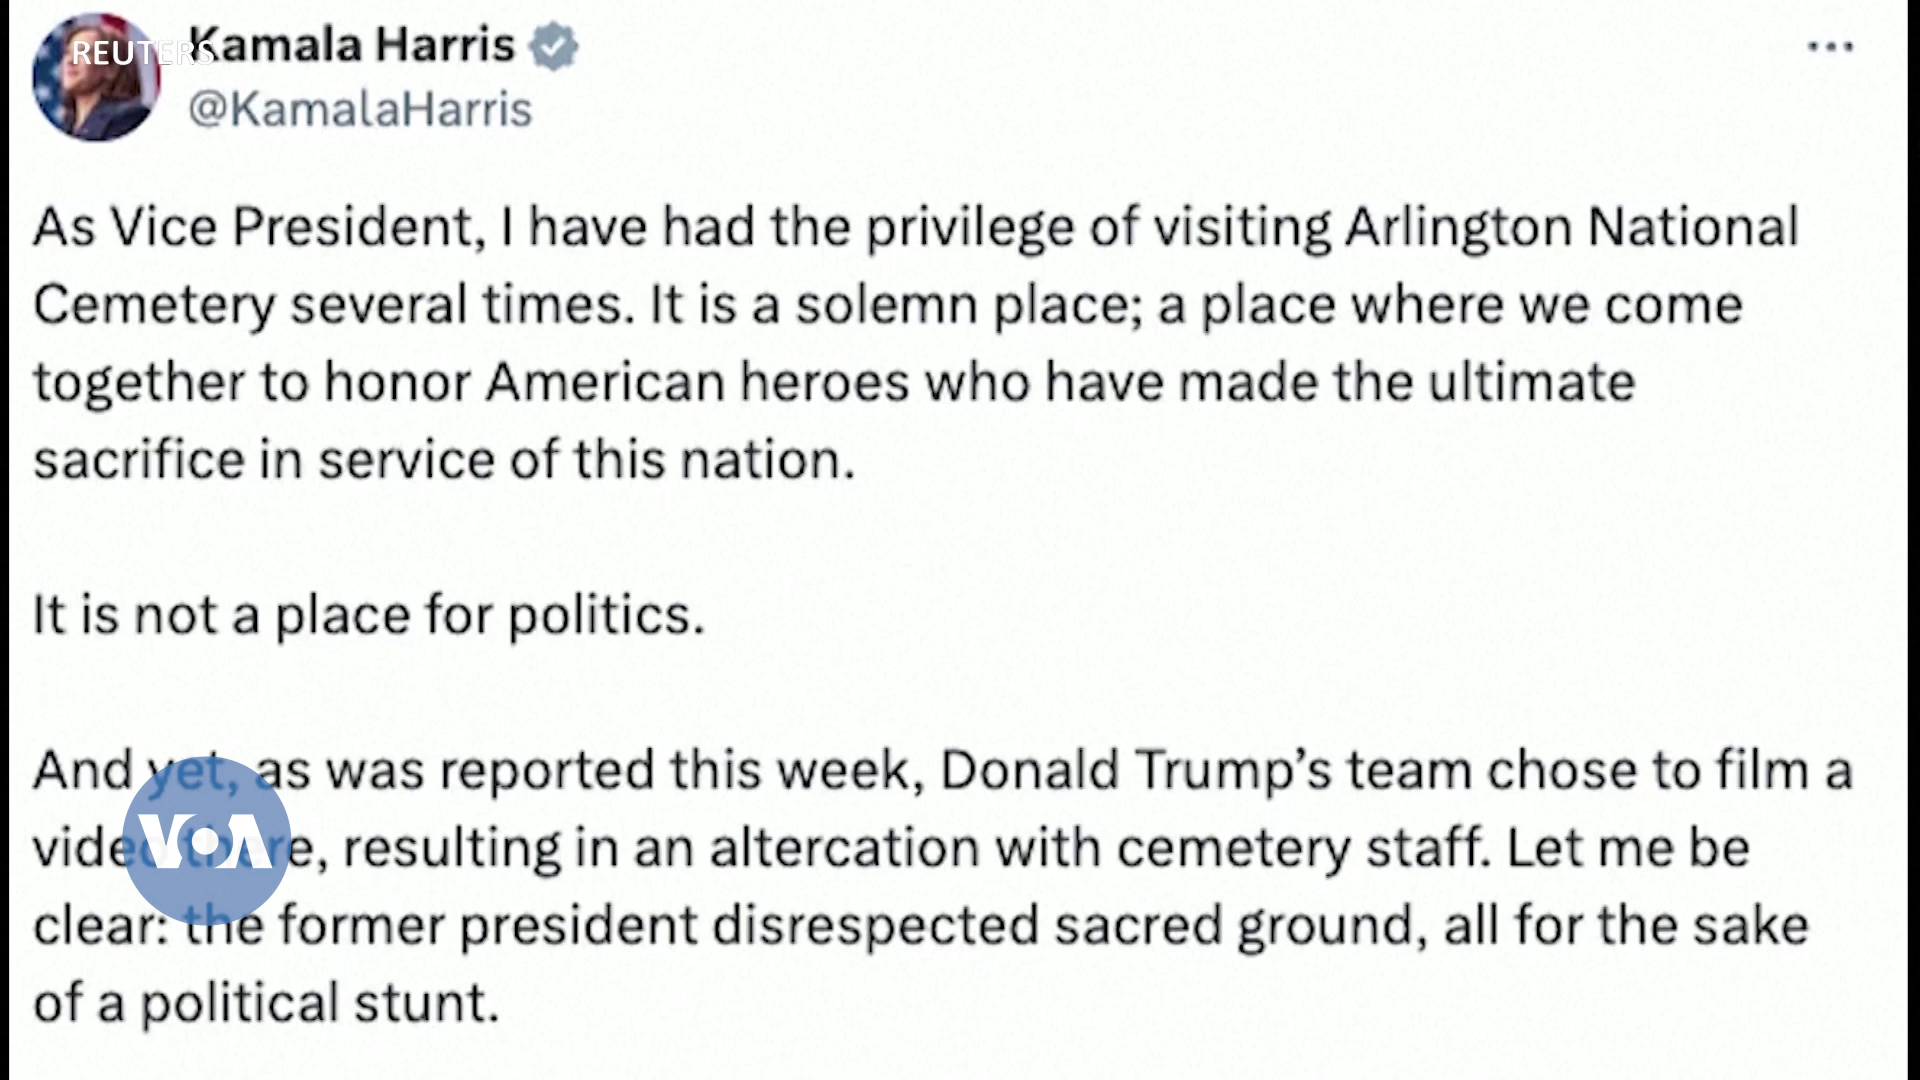 REUTERS
Kamala Harris
@KamalaHarris
As Vice President, I have had the privilege of visiting Arlington National
Cemetery several times. It is a solemn place; a place where we come
together to honor American heroes who have made the ultimate
sacrifice in service of this nation.
It is not a place for politics.
And yet, as was reported this week, Donald Trump’s team chose to film a
video there, resulting in an altercation with cemetery staff. Let me be
VOA
clear: the former president disrespected sacred ground, all for the sake
of a political stunt.